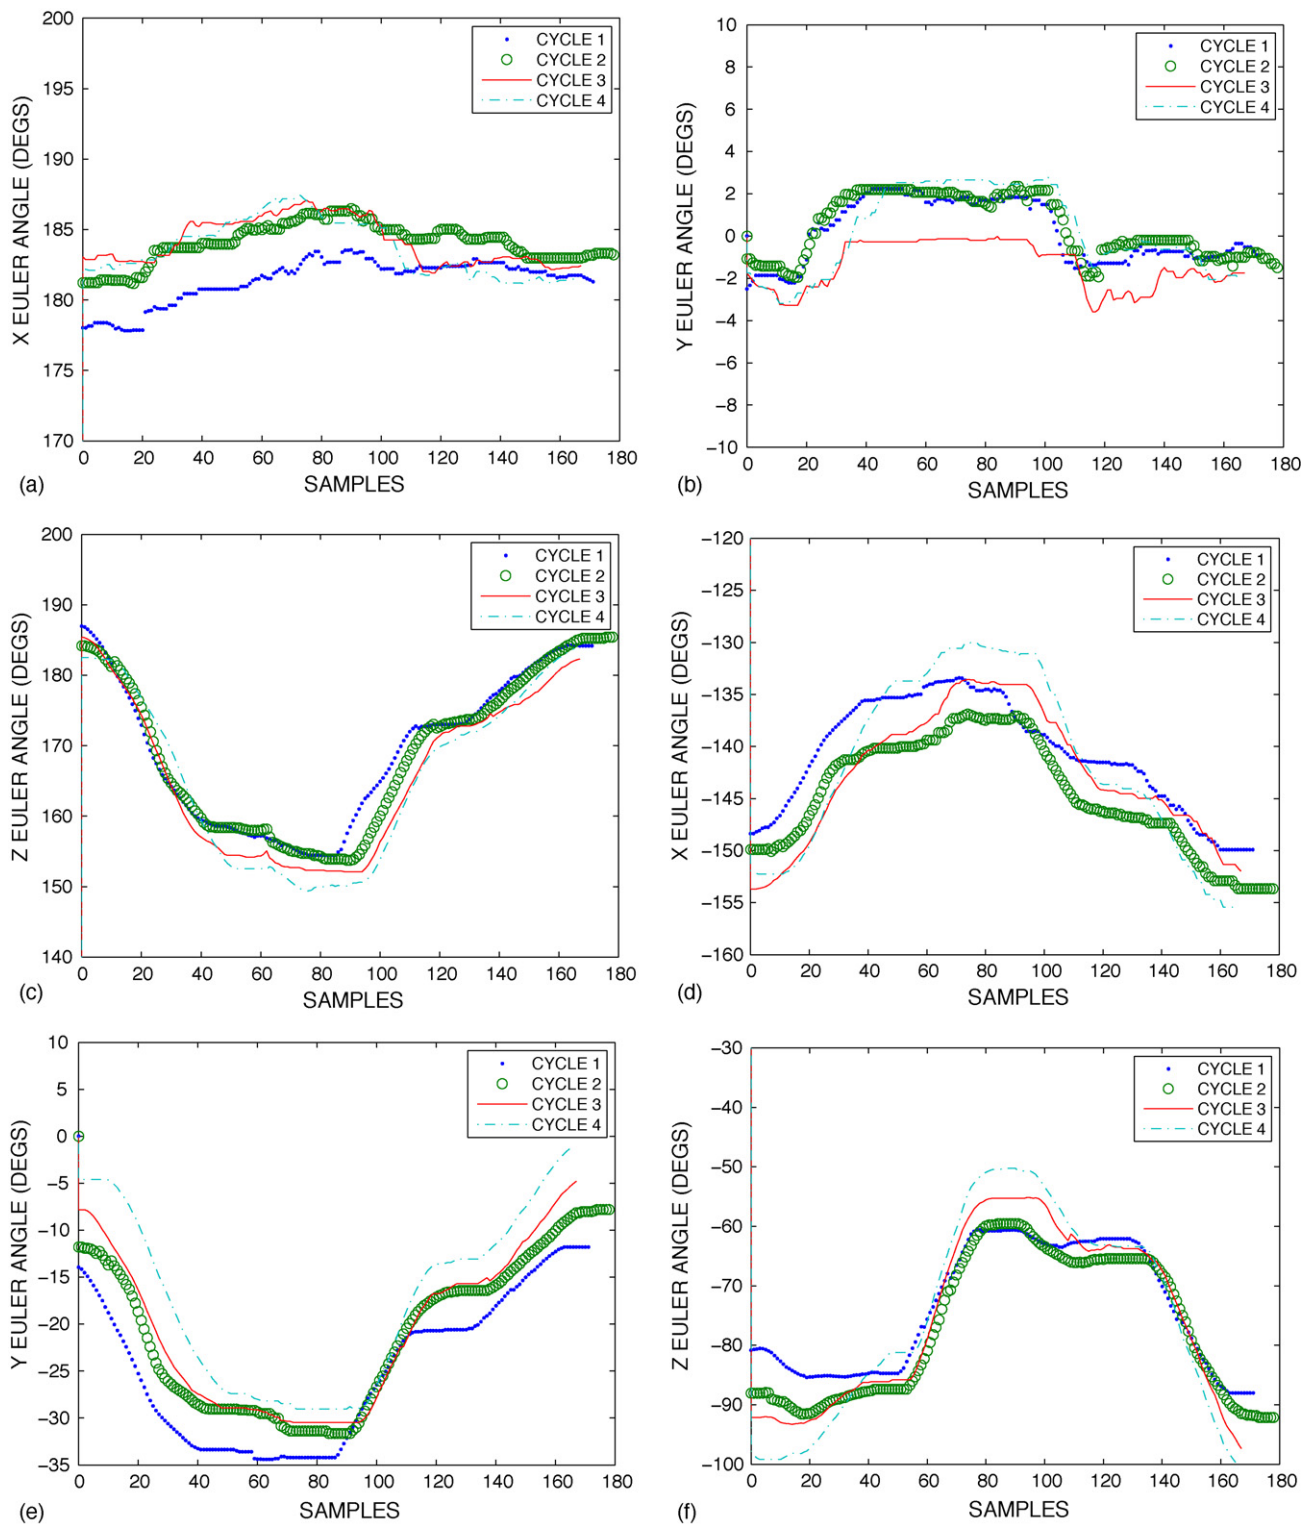 200
195
190
185
180
175
170
X EULER ANGLE (DEGS)
CYCLE 1
CYCLE 2
CYCLE 3
CYCLE 4
0 20 40 60 80 100 120 140 160 180
SAMPLES
(a)
10
8
6
4
2
0
−2
−4
−6
−8
−10
Y EULER ANGLE (DEGS)
CYCLE 1
CYCLE 2
CYCLE 3
CYCLE 4
0 20 40 60 80 100 120 140 160 180
SAMPLES
(b)
200
190
180
170
160
150
140
Z EULER ANGLE (DEGS)
CYCLE 1
CYCLE 2
CYCLE 3
CYCLE 4
0 20 40 60 80 100 120 140 160 180
SAMPLES
(c)
−120
−125
−130
−135
−140
−145
−150
−155
−160
X EULER ANGLE (DEGS)
CYCLE 1
CYCLE 2
CYCLE 3
CYCLE 4
0 20 40 60 80 100 120 140 160 180
SAMPLES
(d)
10
5
0
−5
−10
−15
−20
−25
−30
−35
Y EULER ANGLE (DEGS)
CYCLE 1
CYCLE 2
CYCLE 3
CYCLE 4
0 20 40 60 80 100 120 140 160 180
SAMPLES
(e)
−30
−40
−50
−60
−70
−80
−90
−100
Z EULER ANGLE (DEGS)
CYCLE 1
CYCLE 2
CYCLE 3
CYCLE 4
0 20 40 60 80 100 120 140 160 180
SAMPLES
(f)